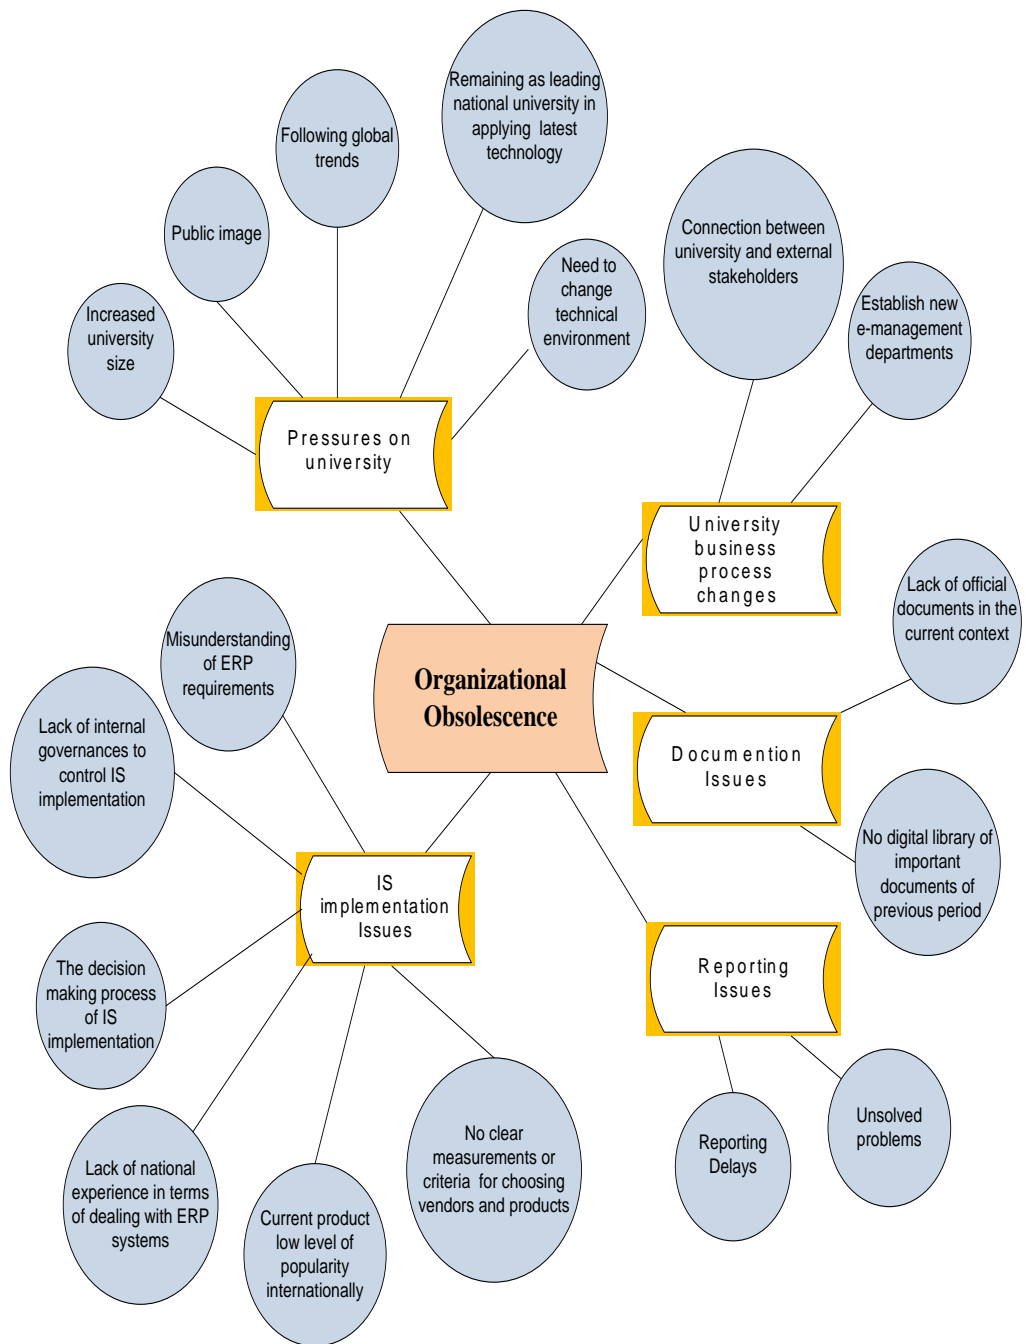 Remaining as leading
national university in
applying latest
technology
Following global
trends
Public image
Increased
university
size
Need to
change
technical
environment
Connection between
university and external
stakeholders
Establish new
e-management
departments
Pressures on
university
University
business
process
changes
Lack of official
documents in the
current context
Misunderstanding
of ERP
requirements
Organizational
Obsolescence
Lack of internal
governances to
control IS
implementation
Documention
Issues
No digital library of
important
documents of
previous period
IS
implementation
Issues
Reporting
Issues
The decision
making process
of IS
implementation
Lack of national
experience in terms
of dealing with ERP
systems
Current product
low level of
popularity
internationally
No clear
measurements or
criteria for choosing
vendors and products
Reporting
Delays
Unsolved
problems